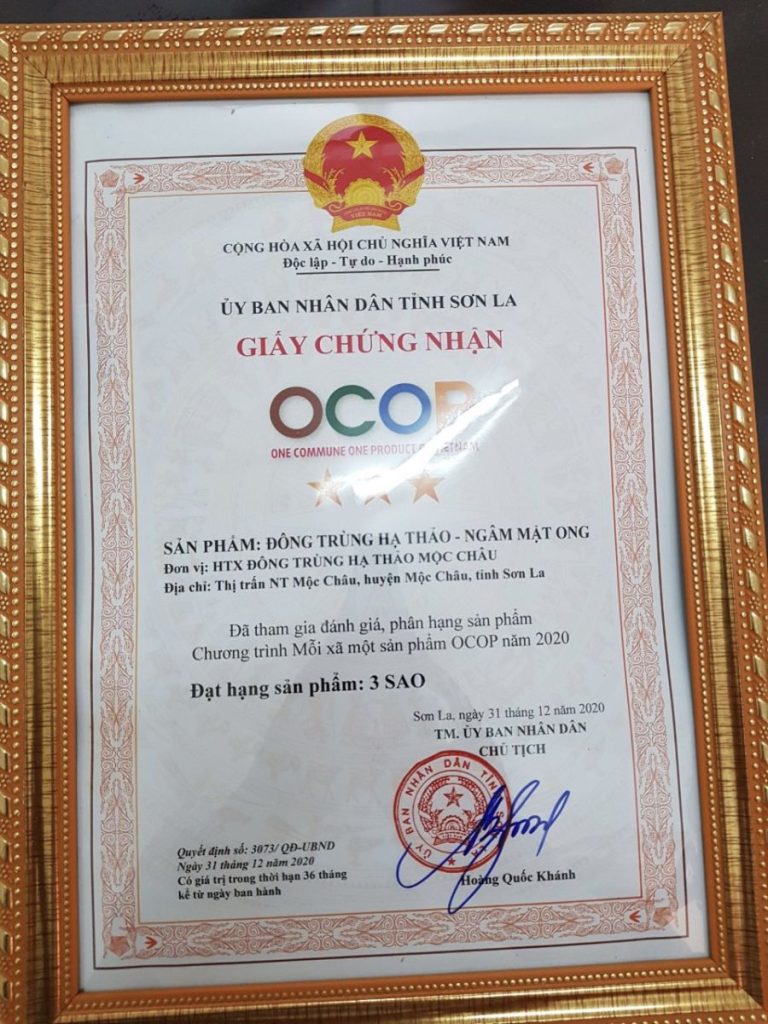 VIỆT NAM
CỘNG HÒA XÃ HỘI CHỦ NGHĨA VIỆT NAM
Độc lập - Tự do - Hạnh phúc
ỦY BAN NHÂN DÂN TỈNH SƠN LA
GIẤY CHỨNG NHẬN
OCOP
ONE COMMUNE ONE PRODUCT VIETNAM
SẢN PHẨM: ĐÔNG TRÙNG HẠ THẢO - NGÂM MẬT ONG
Đơn vị: HTX ĐÔNG TRÙNG HẠ THẢO MỘC CHÂU
Địa chỉ: Thị trấn NT Mộc Châu, huyện Mộc Châu, tỉnh Sơn La
Đã tham gia đánh giá, phân hạng sản phẩm
Chương trình Mỗi xã một sản phẩm OCOP năm 2020
Đạt hạng sản phẩm: 3 SAO
Sơn La, ngày 31 tháng 12 năm 2020
TM. ỦY BAN NHÂN DÂN
CHỦ TỊCH
ỦY BAN NHÂN DÂN TỈNH
Hoàng Quốc Khánh
Quyết định số: 3073/ QĐ-UBND
Ngày 31 tháng 12 năm 2020
Có giá trị trong thời hạn 36 tháng
kể từ ngày ban hành